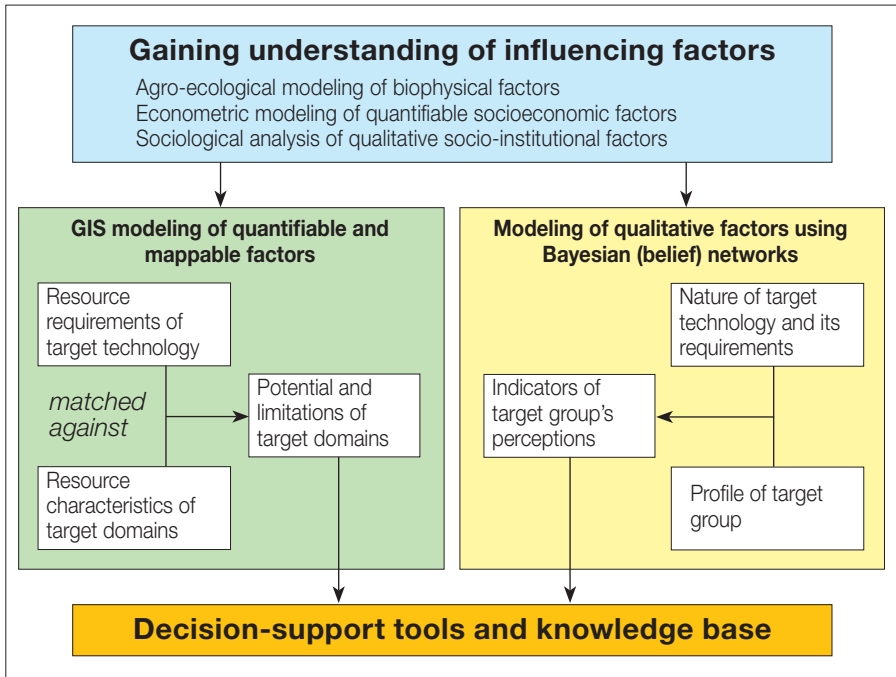 Gaining understanding of influencing factors
Agro-ecological modeling of biophysical factors
Econometric modeling of quantifiable socioeconomic factors
Sociological analysis of qualitative socio-institutional factors
GIS modeling of quantifiable and
mappable factors
Resource
requirements of
target technology
matched
against
Potential and
limitations of
target domains
Resource
characteristics of
target domains
Modeling of qualitative factors using
Bayesian (belief) networks
Nature of target
technology and its
requirements
Indicators of
target group's
perceptions
Profile of target
group
Decision-support tools and knowledge base